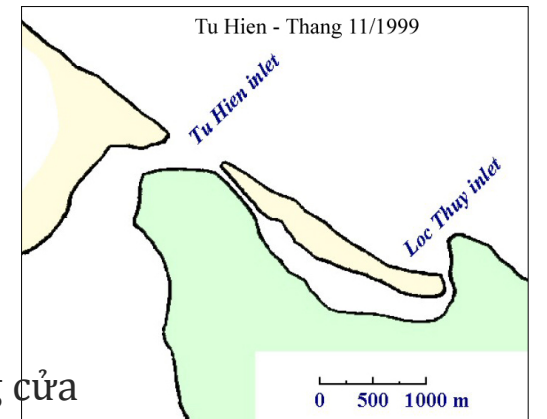 Tu Hien - Thang 11/1999
Tu Hien inlet
Loc Thuy inlet
cửa
0 500 1000 m